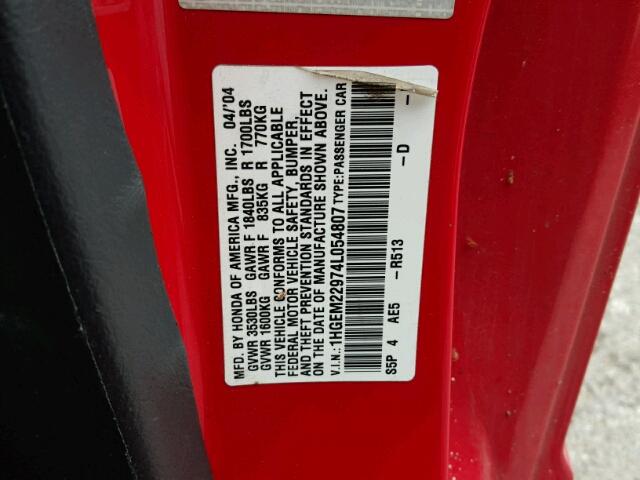 MFD. BY HONDA OF AMERICA MFG., INC. 04/'04
GVWR 3530LBS GAWR F 1840LBS R 1700LBS
GVWR 1600KG GAWR F 835KG R 770KG
THIS VEHICLE CONFORMS TO ALL APPLICABLE
FEDERAL MOTOR VEHICLE SAFETY, BUMPER,
AND THEFT PREVENTION STANDARDS IN EFFECT
ON THE DATE OF MANUFACTURE SHOWN ABOVE.
V.I.N.: 1HGEM22974L054807 TYPE: PASSENGER CAR
S5P 4 AE5 –R513 –D –